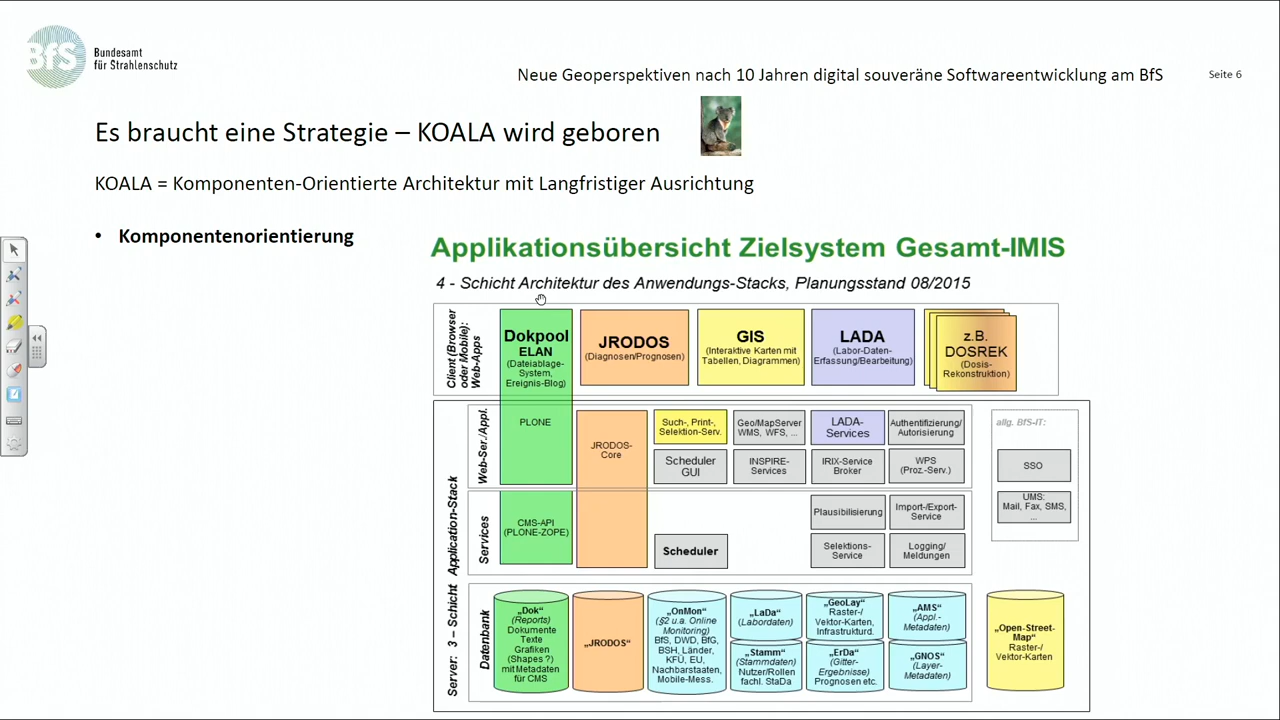 BfS
Bundesamt
für Strahlenschutz
Neue Geoperspektiven nach 10 Jahren digital souveräne Softwareentwicklung am BfS
Seite 6
Es braucht eine Strategie – KOALA wird geboren
KOALA = Komponenten-Orientierte Architektur mit Langfristiger Ausrichtung
• Komponentenorientierung
Applikationsübersicht Zielsystem Gesamt-IMIS
4 - Schicht Architektur des Anwendungs-Stacks, Planungsstand 08/2015
Client (Browser
oder Mobile):
Web-Apps
Dokpool
ELAN
(Dateiablage-
System,
Ereignis-Blog)
JRODOS
(Diagnosen/Prognosen)
GIS
(Interaktive Karten mit
Tabellen, Diagrammen)
LADA
(Labor-Daten-
Erfassung/Bearbeitung)
z.B.
DOSREK
(Dosis-
Rekonstruktion)
Server: 3 – Schicht Application-Stack
Web-Ser./Appl.
PLONE
JRODOS-
Core
Such-, Print-,
Selektion-Serv.
Geo/MapServer
WMS, WFS, ...
LADA-
Services
Authentifizierung/
Autorisierung
Scheduler
GUI
INSPIRE-
Services
IRIX-Service
Broker
WPS
(Proz.-Serv.)
allg. BfS-IT:
SSO
UMS:
Mail, Fax, SMS,
...
Services
CMS-API
(PLONE-ZOPE)
Scheduler
Plausibilisierung
Import-/Export-
Service
Selektions-
Service
Logging/
Meldungen
Datenbank
„Dok“
(Reports)
Dokumente
Texte
Grafiken
(Shapes ?)
mit Metadaten
für CMS
„JRODOS“
„OnMon“
(§2 u.a. Online
Monitoring)
BfS, DWD, BfG,
BSH, Länder,
KFÜ, EU,
Nachbarstaaten,
Mobile-Mess.
„LaDa“
(Labordaten)
„Stamm“
(Stammdaten)
Nutzer/Rollen
fachl. StaDa
„GeoLay“
Raster-/
Vektor-Karten,
Infrastrukturd.
„ErDa“
(Gitter-
Ergebnisse)
Prognosen etc.
„AMS“
(Appl.-
Metadaten)
„GNOS“
(Layer-
Metadaten)
„Open-Street-
Map“
Raster-/
Vektor-Karten